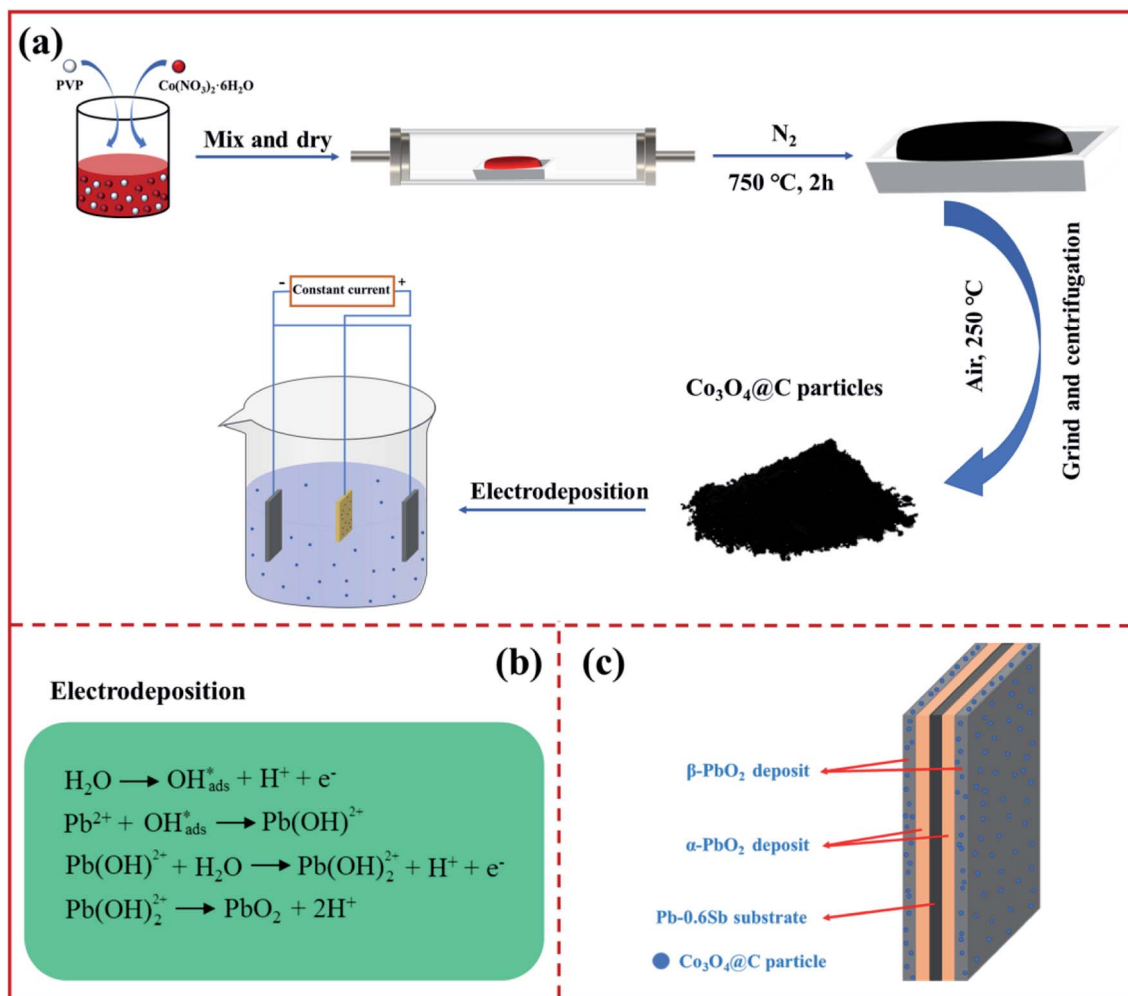 (a)
PVP
Co(NO₃)₂·6H₂O
Mix and dry
N₂
750 °C, 2h
Air, 250 °C
Grind and centrifugation
- Constant current +
Co₃O₄@C particles
Electrodeposition
(b)
Electrodeposition
H₂O → OH*ads + H⁺ + e⁻
Pb²⁺ + OH*ads → Pb(OH)²⁺
Pb(OH)²⁺ + H₂O → Pb(OH)₂²⁺ + H⁺ + e⁻
Pb(OH)₂²⁺ → PbO₂ + 2H⁺
(c)
β-PbO₂ deposit
α-PbO₂ deposit
Pb-0.6Sb substrate
Co₃O₄@C particle